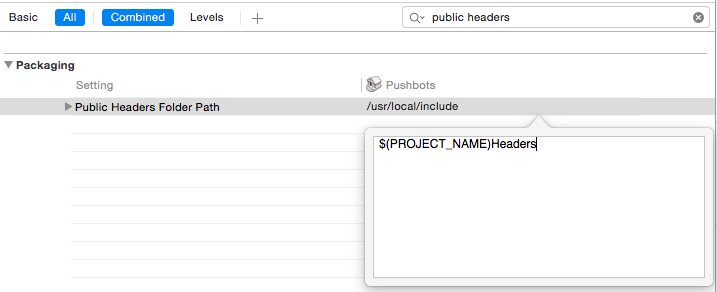 Basic All Combined Levels + public headers
Packaging
Setting Pushbots
Public Headers Folder Path /usr/local/include
$(PROJECT_NAME)Headers